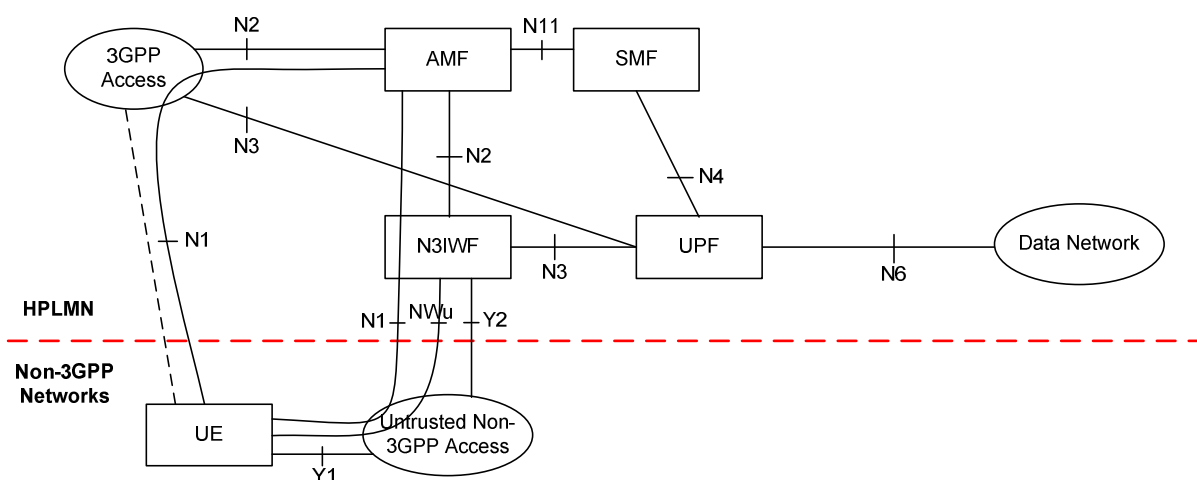 N2
N11
3GPP
Access
AMF
SMF
N3
N2
N4
N1
N3IWF
UPF
Data Network
N3
N6
HPLMN
N1
NWu
Y2
Non-3GPP
Networks
UE
Untrusted Non-
3GPP Access
Y1